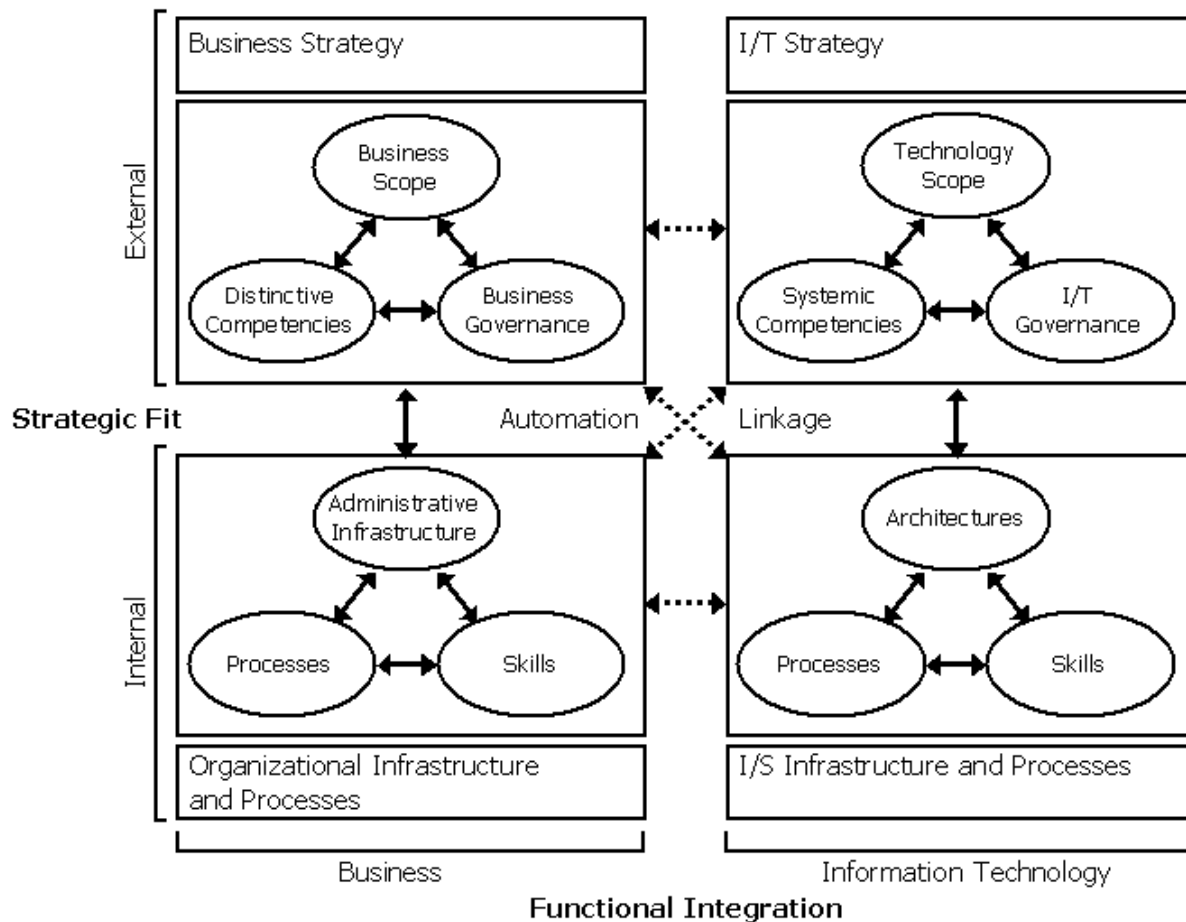 Business Strategy
I/T Strategy
External
Business
Scope
Distinctive
Competencies
Business
Governance
Technology
Scope
Systemic
Competencies
I/T
Governance
Strategic Fit
Automation
Linkage
Internal
Administrative
Infrastructure
Processes
Skills
Architectures
Processes
Skills
Organizational Infrastructure
and Processes
I/S Infrastructure and Processes
Business
Information Technology
Functional Integration